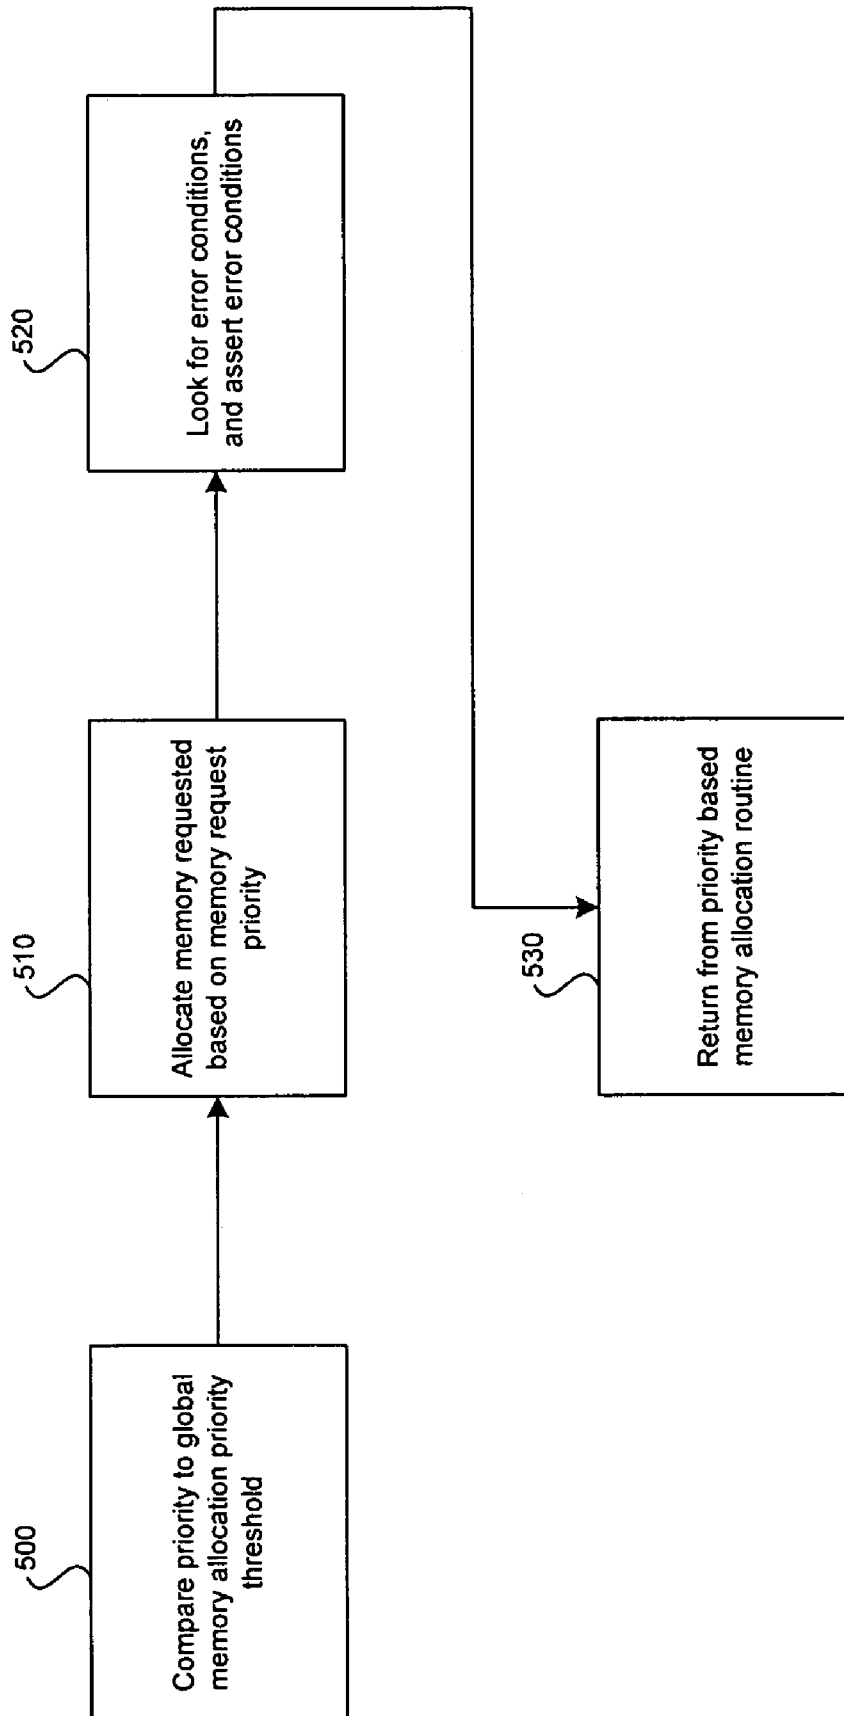 500
Compare priority to global
memory allocation priority
threshold
510
Allocate memory requested
based on memory request
priority
520
Look for error conditions,
and assert error conditions
530
Return from priority based
memory allocation routine